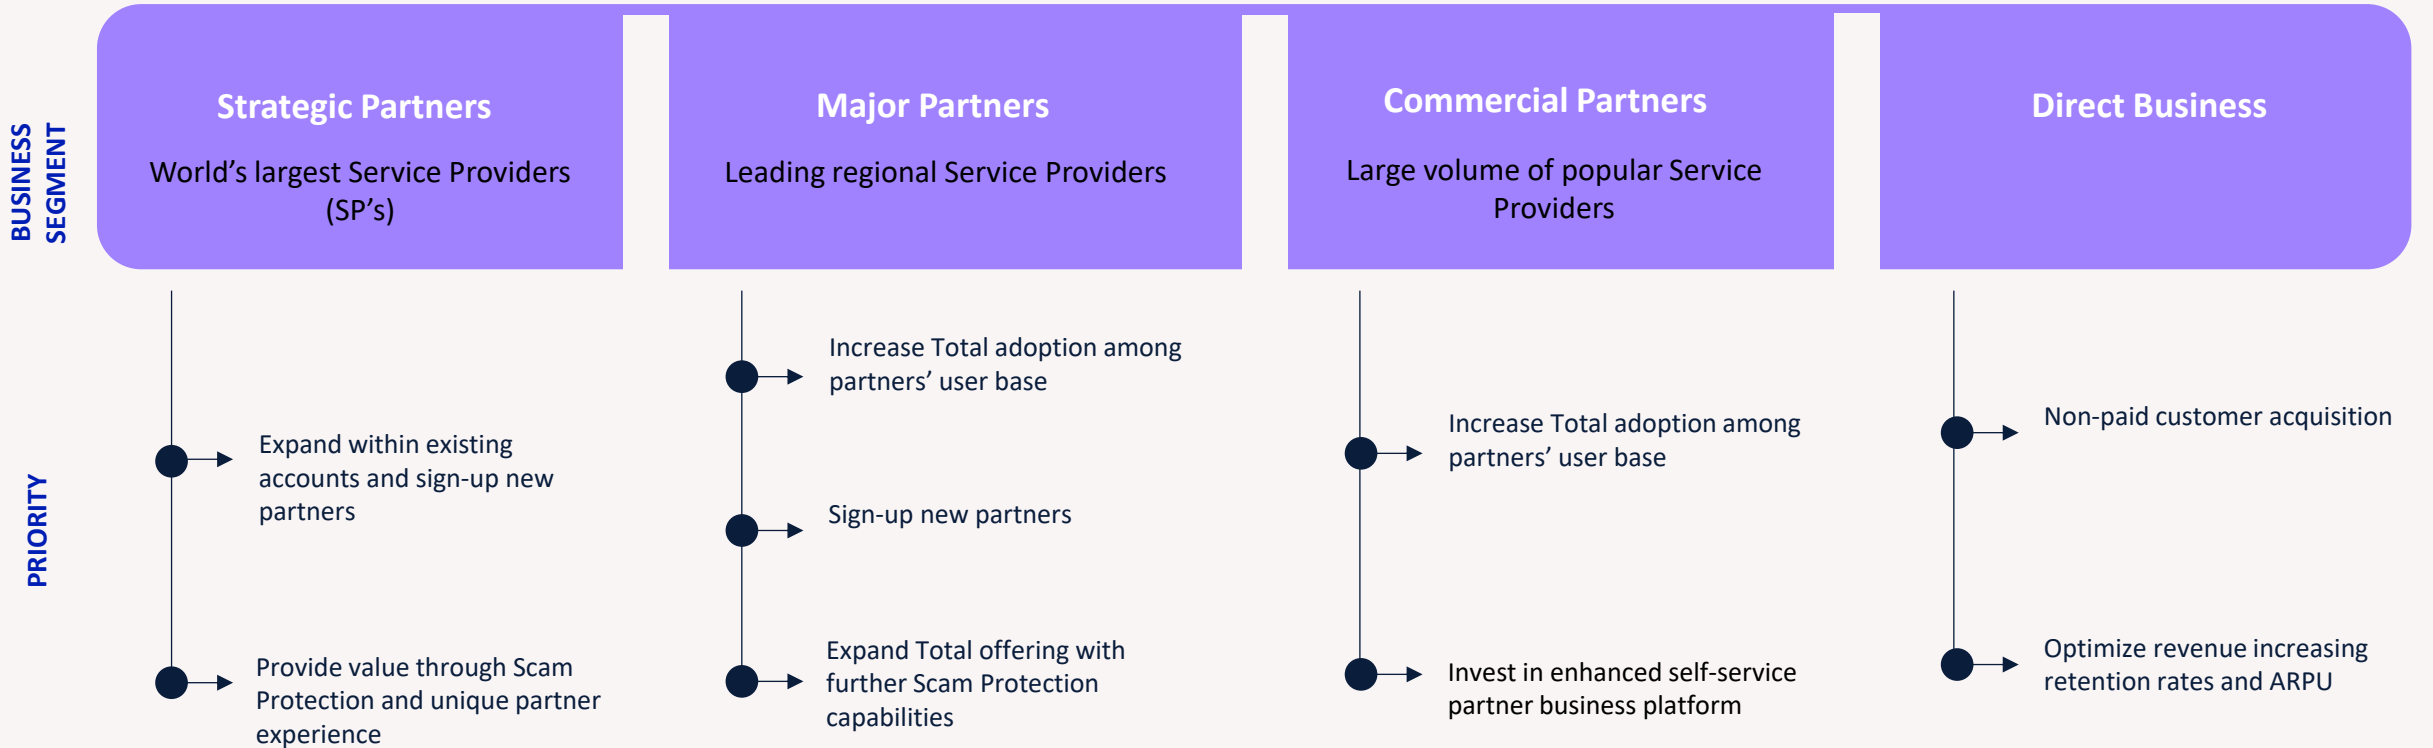 BUSINESS
SEGMENT
Strategic Partners
World’s largest Service Providers
(SP’s)
Major Partners
Leading regional Service Providers
Commercial Partners
Large volume of popular Service
Providers
Direct Business
PRIORITY
Expand within existing
accounts and sign-up new
partners
Provide value through Scam
Protection and unique partner
experience
Increase Total adoption among
partners’ user base
Sign-up new partners
Expand Total offering with
further Scam Protection
capabilities
Increase Total adoption among
partners’ user base
Invest in enhanced self-service
partner business platform
Non-paid customer acquisition
Optimize revenue increasing
retention rates and ARPU